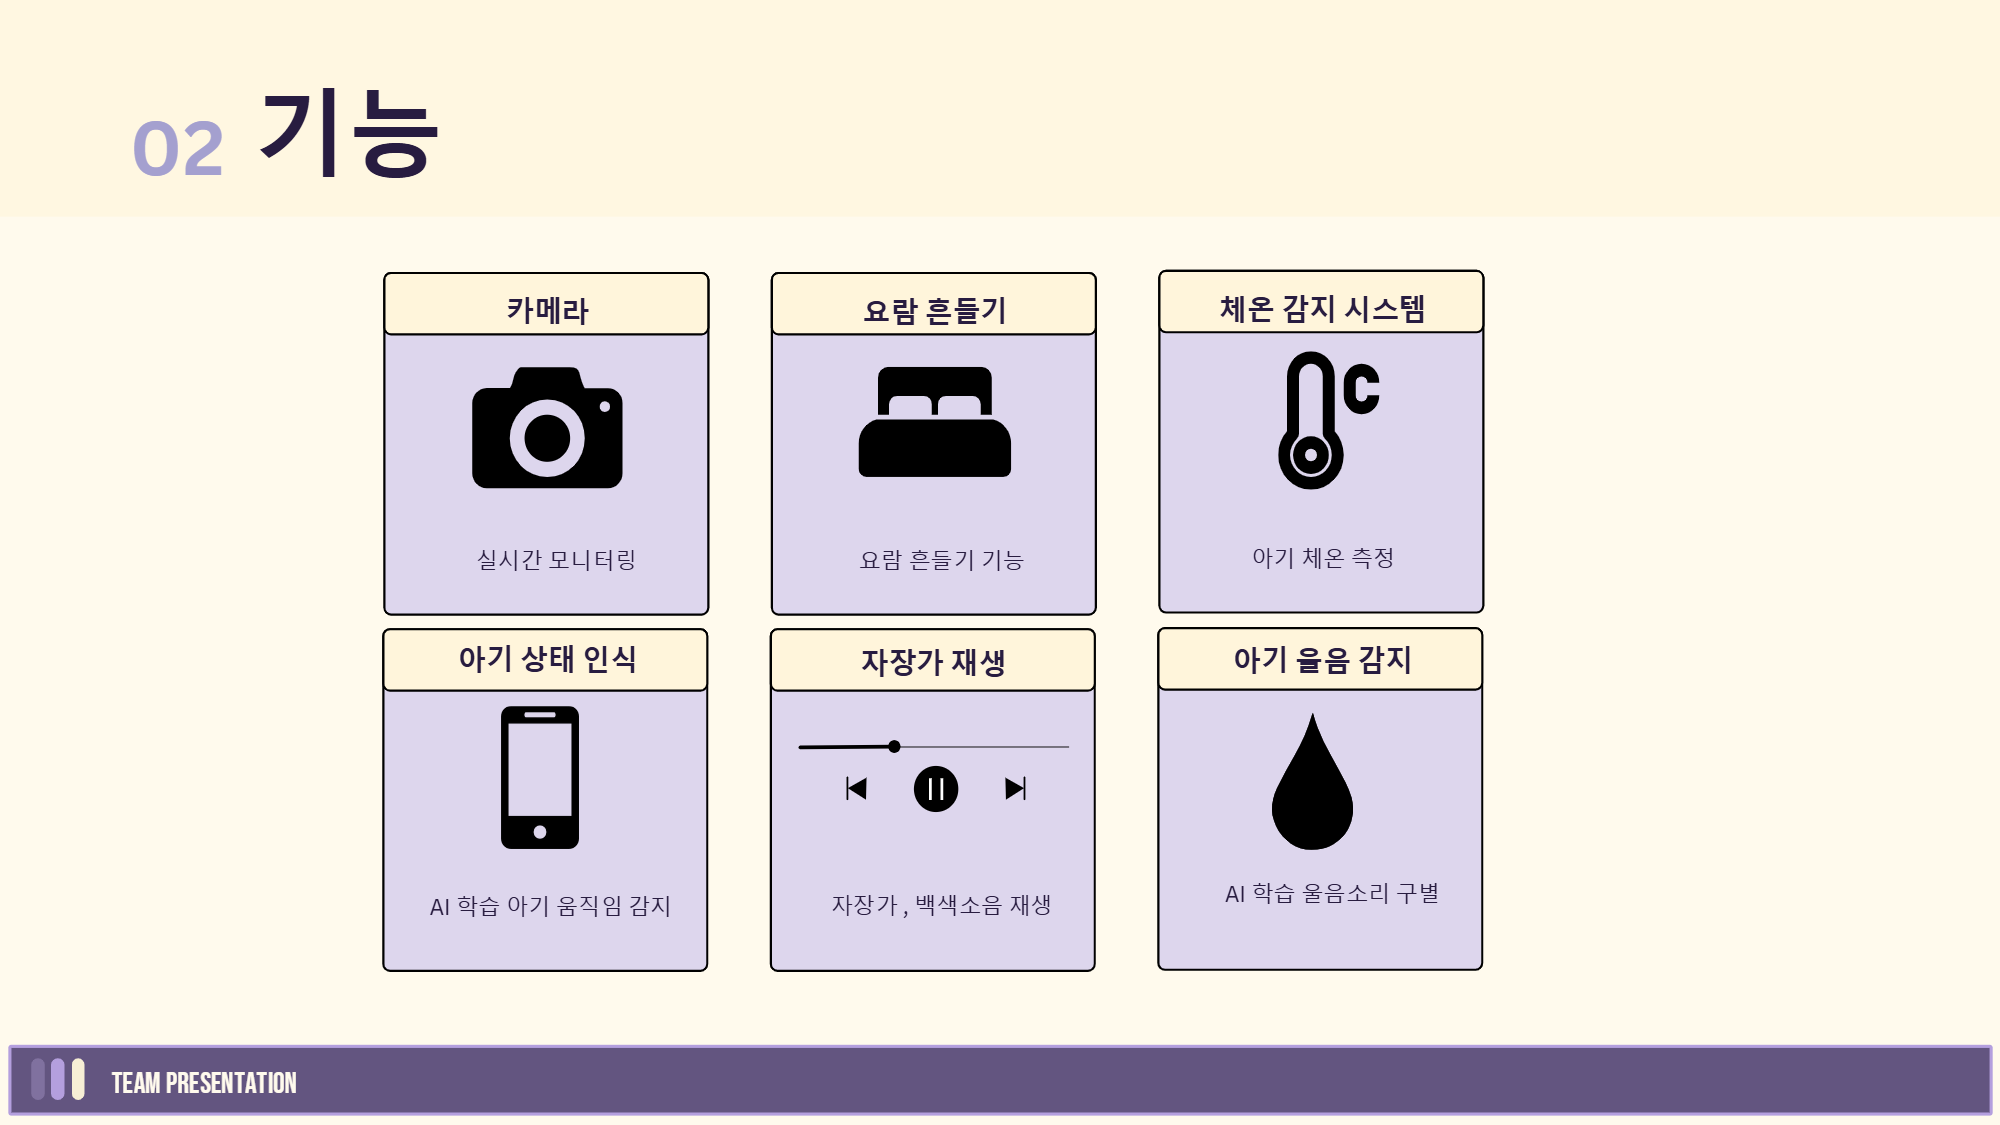 02 기능
카메라
실시간 모니터링
요람 흔들기
요람 흔들기 기능
체온 감지 시스템
C
아기 체온 측정
아기 상태 인식
AI 학습 아기 움직임 감지
자장가 재생
자장가 , 백색소음 재생
아기 을음 감지
AI 학습 울음소리 구별
TEAM PRESENTATION